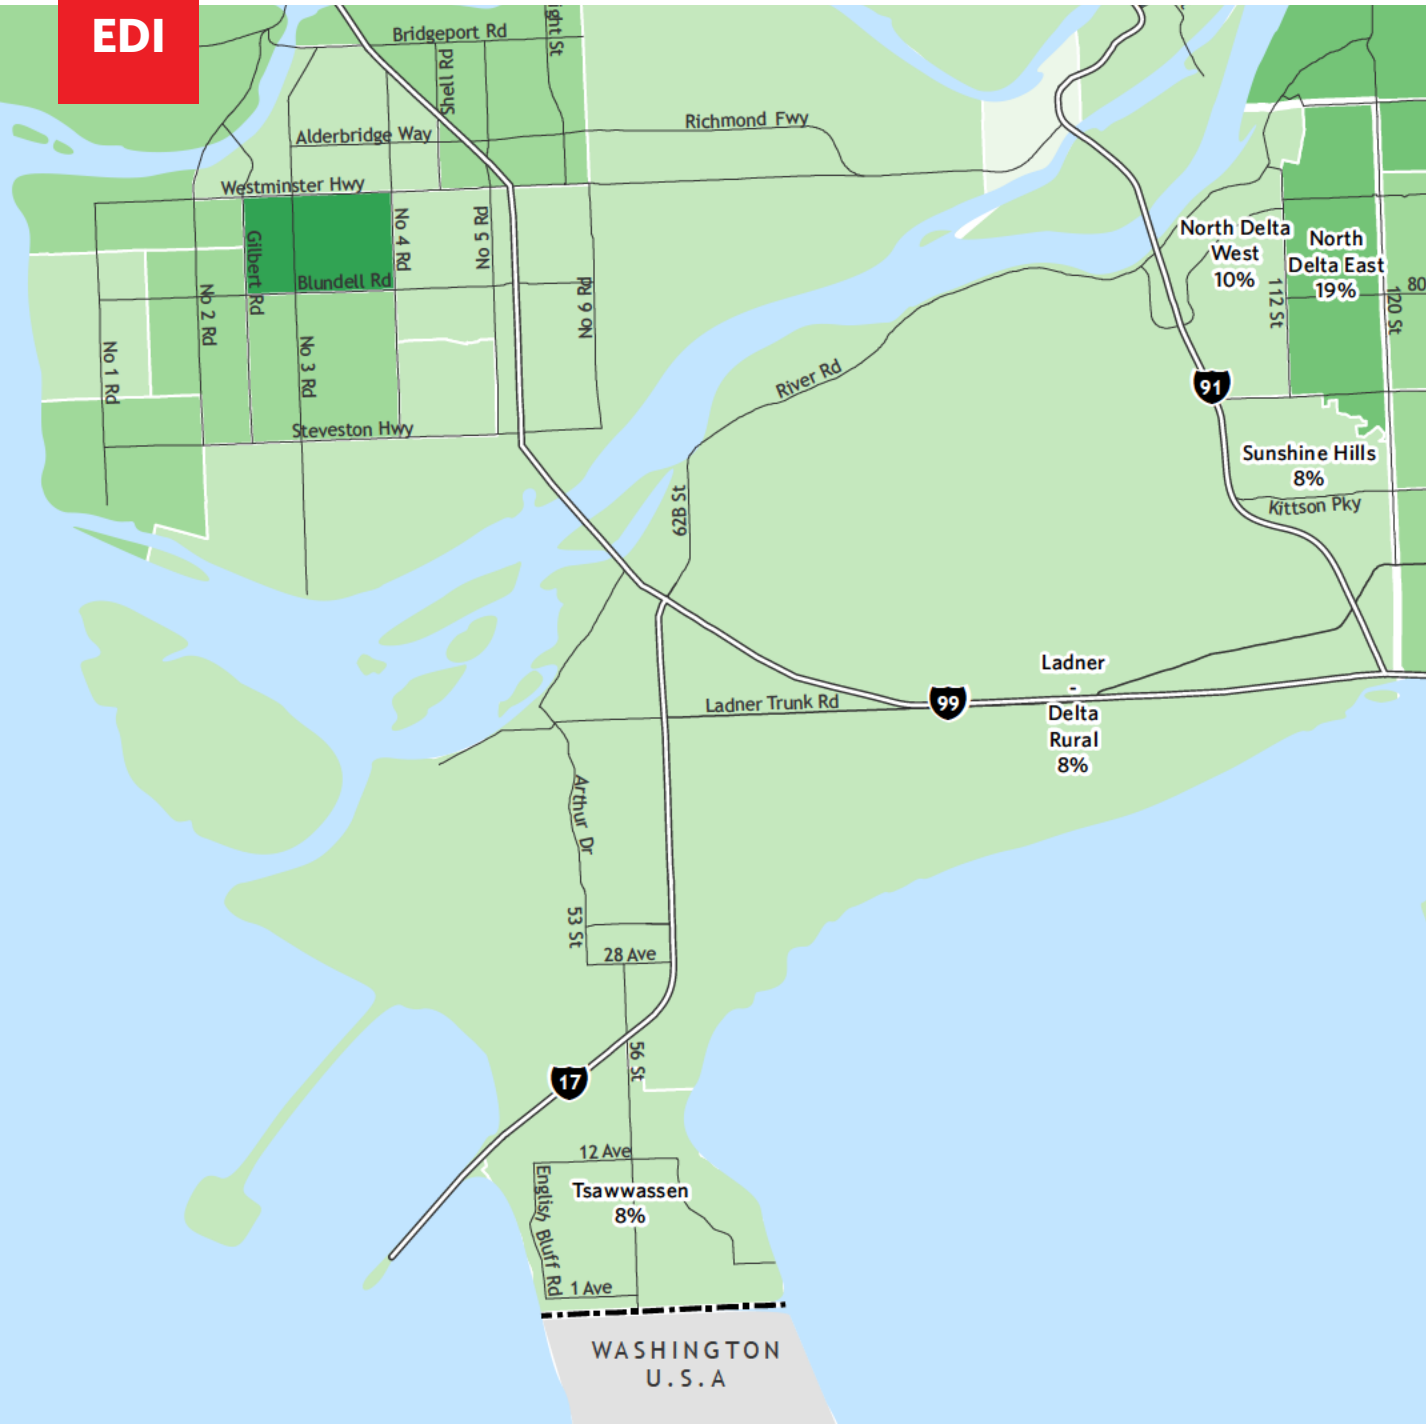 EDI
Bridgeport Rd
ight St
Shell Rd
Alderbridge Way
Richmond Fwy
Westminster Hwy
No 4 Rd
No 5 Rd
Gilbert Rd
Blundell Rd
No 2 Rd
No 6 Rd
No 3 Rd
No 1 Rd
Steveston Hwy
North Delta
West
10%
North
Delta East
19%
112 St
120 St
80
River Rd
91
Sunshine Hills
8%
Kittson Pky
62B St
Ladner
-
Delta
Rural
8%
Ladner Trunk Rd
99
Arthur Dr
53 St
28 Ave
56 St
17
12 Ave
English Bluff Rd
Tsawwassen
8%
1 Ave
WASHINGTON
U.S.A